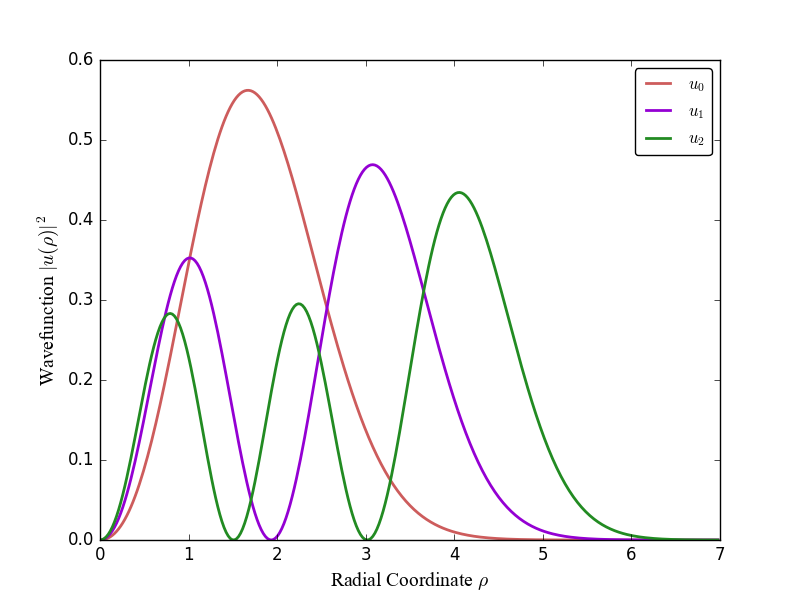 0.6
0.5
0.4
0.3
0.2
0.1
0.0
0 1 2 3 4 5 6 7
Wavefunction |u(ρ)|²
Radial Coordinate ρ
u₀
u₁
u₂